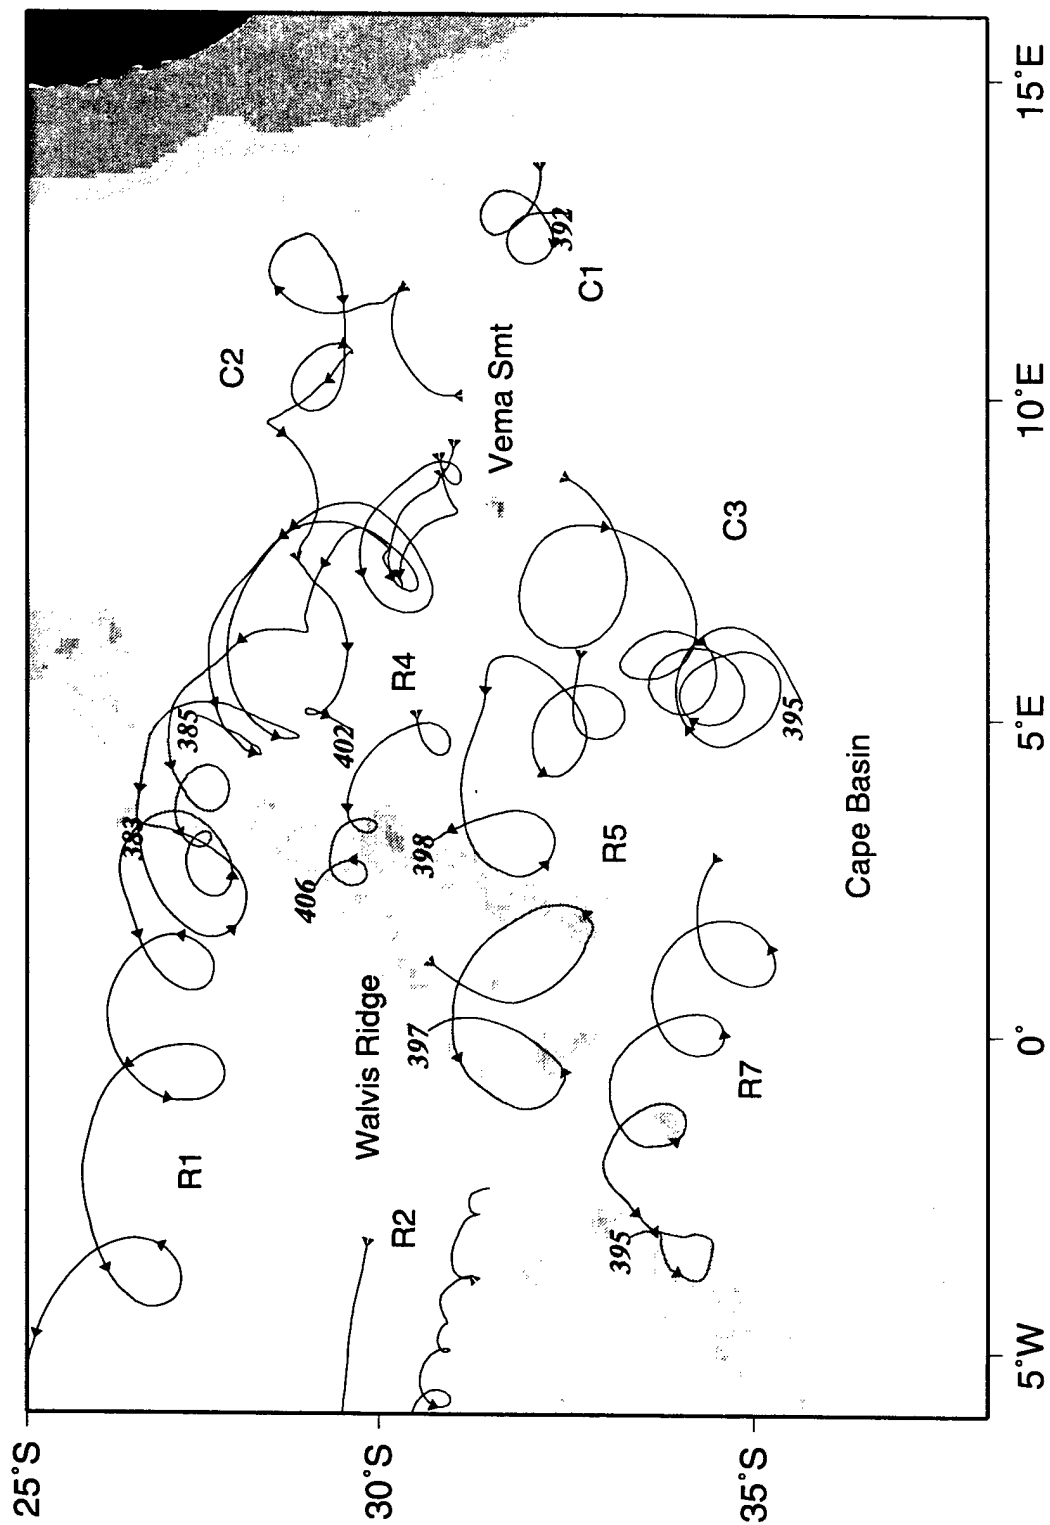 25°S
30°S
35°S
5°W
0°
5°E
10°E
15°E
R1
R2
Walvis Ridge
383
385
406
402
R4
C2
397
398
R5
Vema Smt
395
R7
C3
C1
392
395
Cape Basin